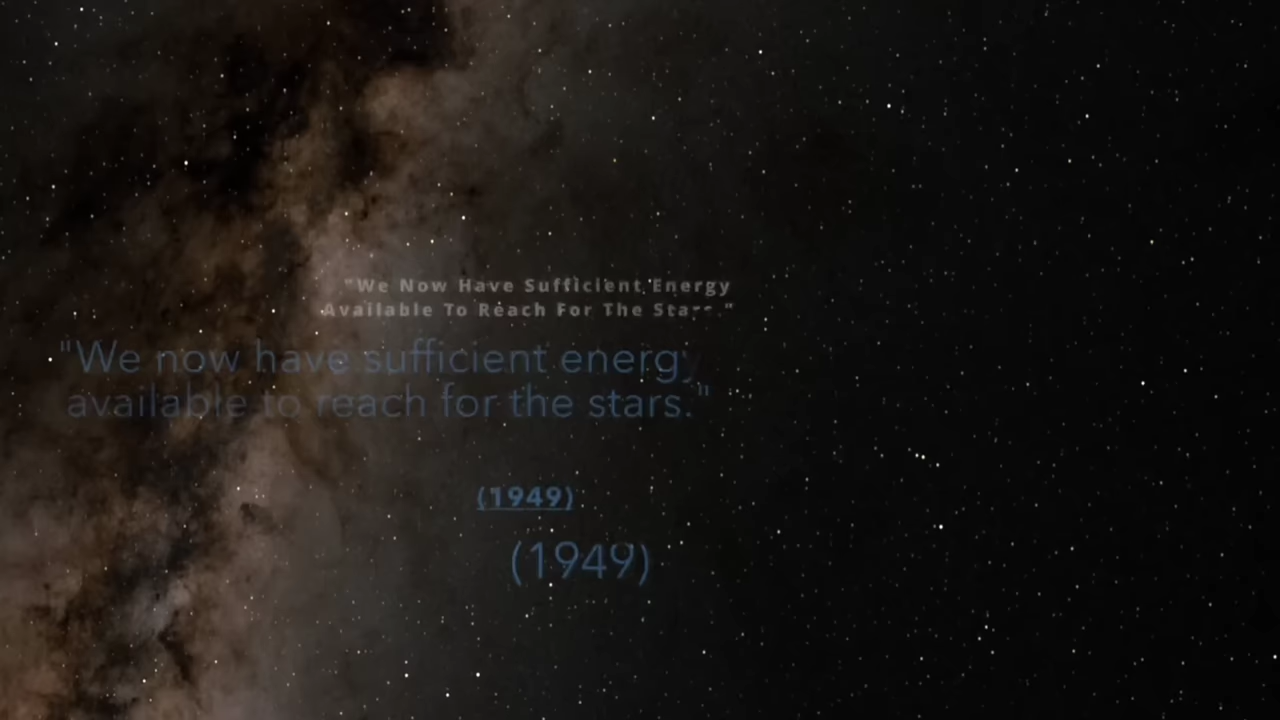 "We Now Have Sufficient Energy
Available To Reach For The Stars."
"We now have sufficient energy
available to reach for the stars."
(1949)
(1949)